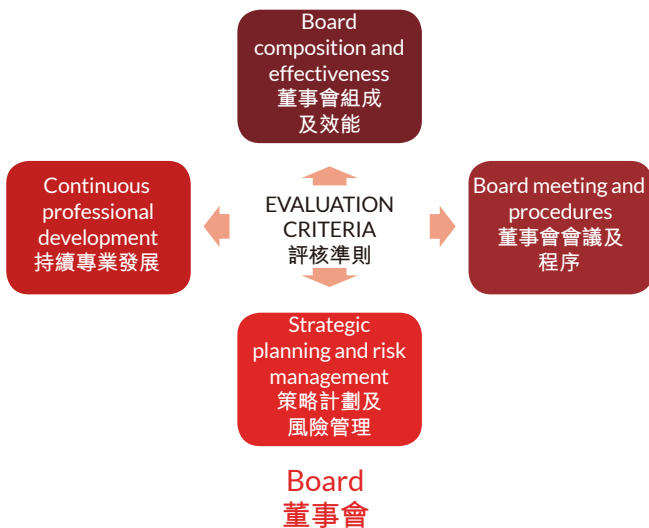 Board
composition and
effectiveness
董事會組成
及效能
Continuous
professional
development
持續專業發展
EVALUATION
CRITERIA
評核準則
Board meeting and
procedures
董事會會議及
程序
Strategic
planning and risk
management
策略計劃及
風險管理
Board
董事會